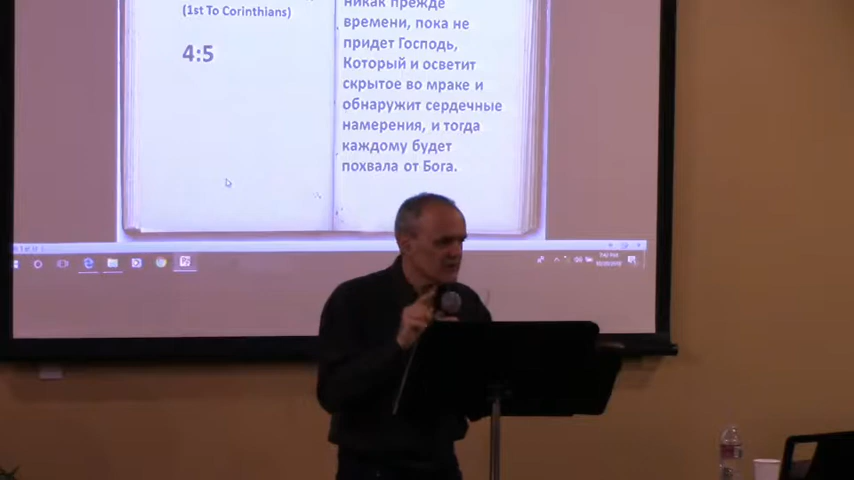 (1st To Corinthians)
4:5
никак прежде
времени, пока не
придет Господь,
Который и осветит
скрытое во мраке и
обнаружит сердечные
намерения, и тогда
каждому будет
похвала от Бога.